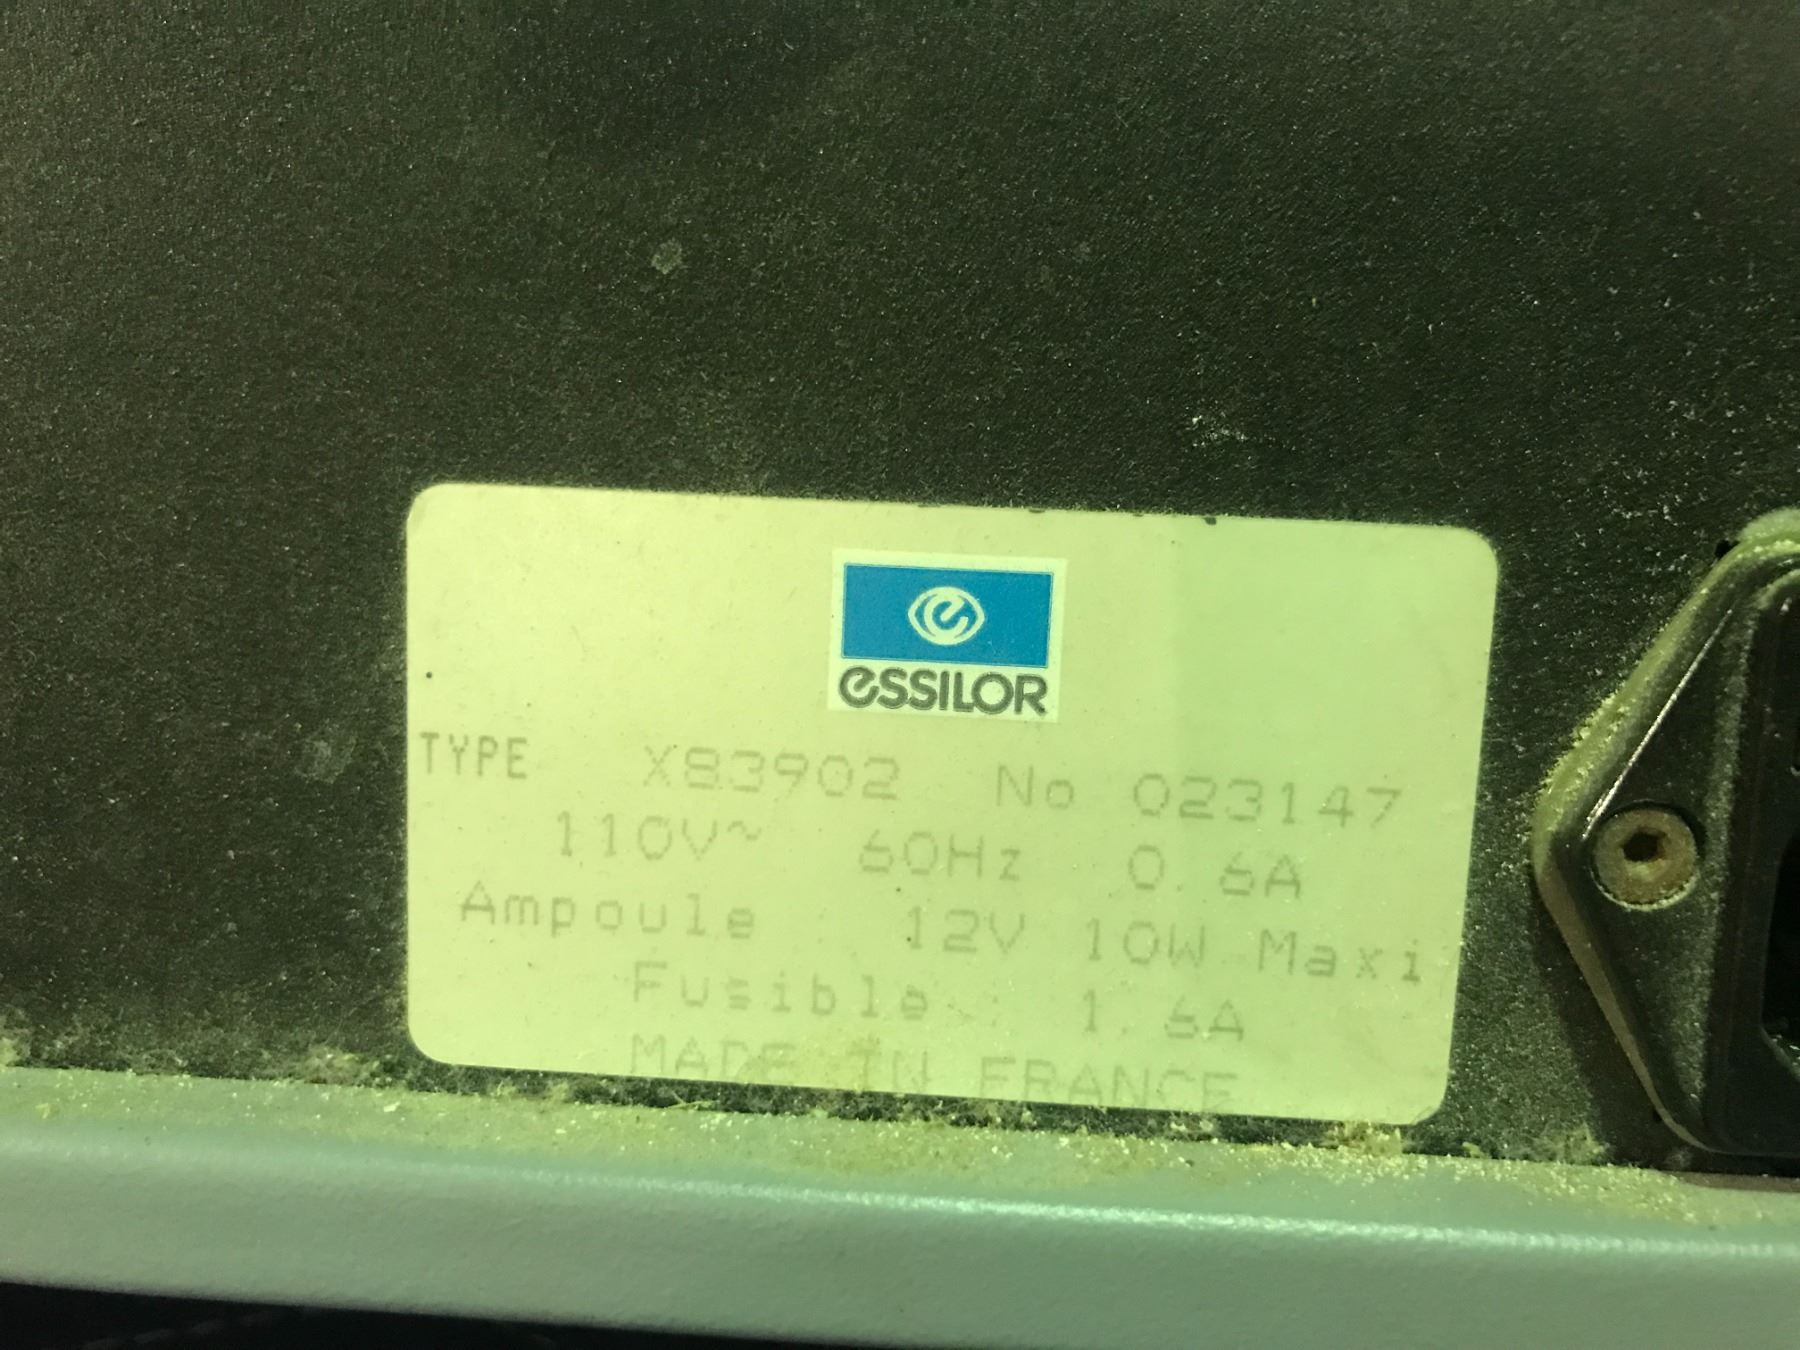 essilor
TYPE X83902 No 023147
110V~ 60Hz 0.6A
Ampoule : 12V 10W Maxi
Fusible : 1.6A
MADE IN FRANCE